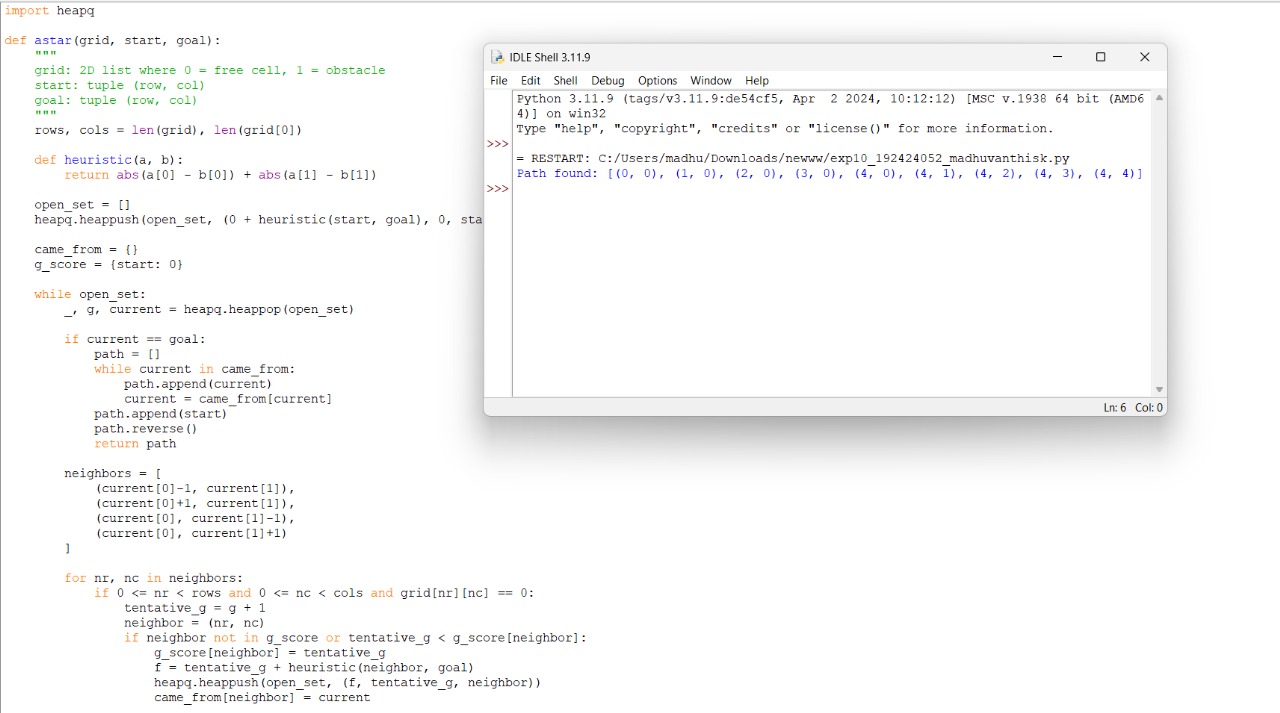 import heapq
def astar(grid, start, goal):
    """
    grid: 2D list where 0 = free cell, 1 = obstacle
    start: tuple (row, col)
    goal: tuple (row, col)
    """
    rows, cols = len(grid), len(grid[0])
    def heuristic(a, b):
        return abs(a[0] - b[0]) + abs(a[1] - b[1])
    open_set = []
    heapq.heappush(open_set, (0 + heuristic(start, goal), 0, sta
    came_from = {}
    g_score = {start: 0}
    while open_set:
        _, g, current = heapq.heappop(open_set)
        if current == goal:
            path = []
            while current in came_from:
                path.append(current)
                current = came_from[current]
            path.append(start)
            path.reverse()
            return path
        neighbors = [
            (current[0]-1, current[1]),
            (current[0]+1, current[1]),
            (current[0], current[1]-1),
            (current[0], current[1]+1)
        ]
        for nr, nc in neighbors:
            if 0 <= nr < rows and 0 <= nc < cols and grid[nr][nc] == 0:
                tentative_g = g + 1
                neighbor = (nr, nc)
                if neighbor not in g_score or tentative_g < g_score[neighbor]:
                    g_score[neighbor] = tentative_g
                    f = tentative_g + heuristic(neighbor, goal)
                    heapq.heappush(open_set, (f, tentative_g, neighbor))
                    came_from[neighbor] = current
IDLE Shell 3.11.9
File Edit Shell Debug Options Window Help
Python 3.11.9 (tags/v3.11.9:de54cf5, Apr  2 2024, 10:12:12) [MSC v.1938 64 bit (AMD6
4)] on win32
Type "help", "copyright", "credits" or "license()" for more information.
>>>
= RESTART: C:/Users/madhu/Downloads/newww/exp10_192424052_madhuvanthisk.py
Path found: [(0, 0), (1, 0), (2, 0), (3, 0), (4, 0), (4, 1), (4, 2), (4, 3), (4, 4)]
>>>
Ln: 6 Col: 0